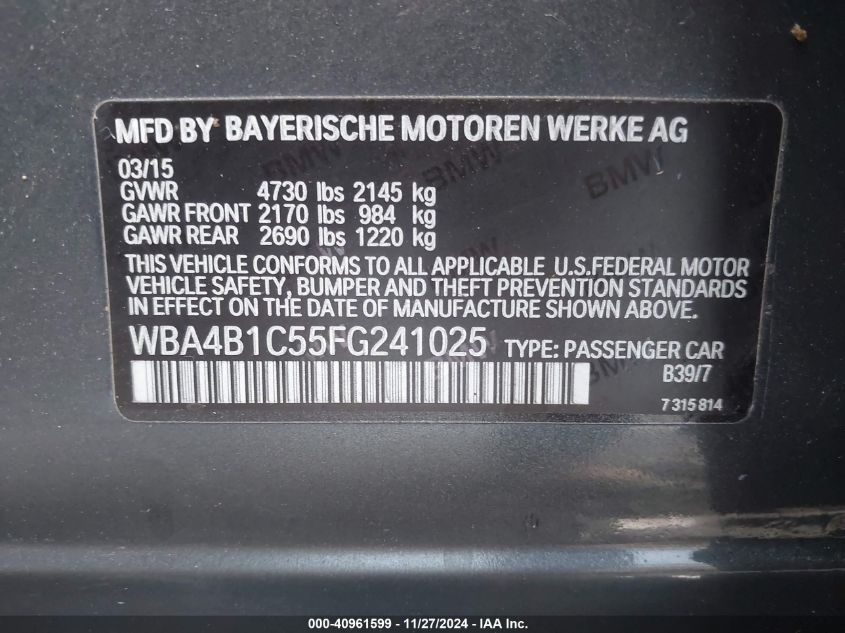 MFD BY BAYERISCHE MOTOREN WERKE AG
03/15
GVWR 4730 lbs 2145 kg
GAWR FRONT 2170 lbs 984 kg
GAWR REAR 2690 lbs 1220 kg
THIS VEHICLE CONFORMS TO ALL APPLICABLE U.S.FEDERAL MOTOR
VEHICLE SAFETY, BUMPER AND THEFT PREVENTION STANDARDS
IN EFFECT ON THE DATE OF MANUFACTURE SHOWN ABOVE.
WBA4B1C55FG241025 TYPE: PASSENGER CAR
B39/7
7315814
000-40961599 - 11/27/2024 - IAA Inc.